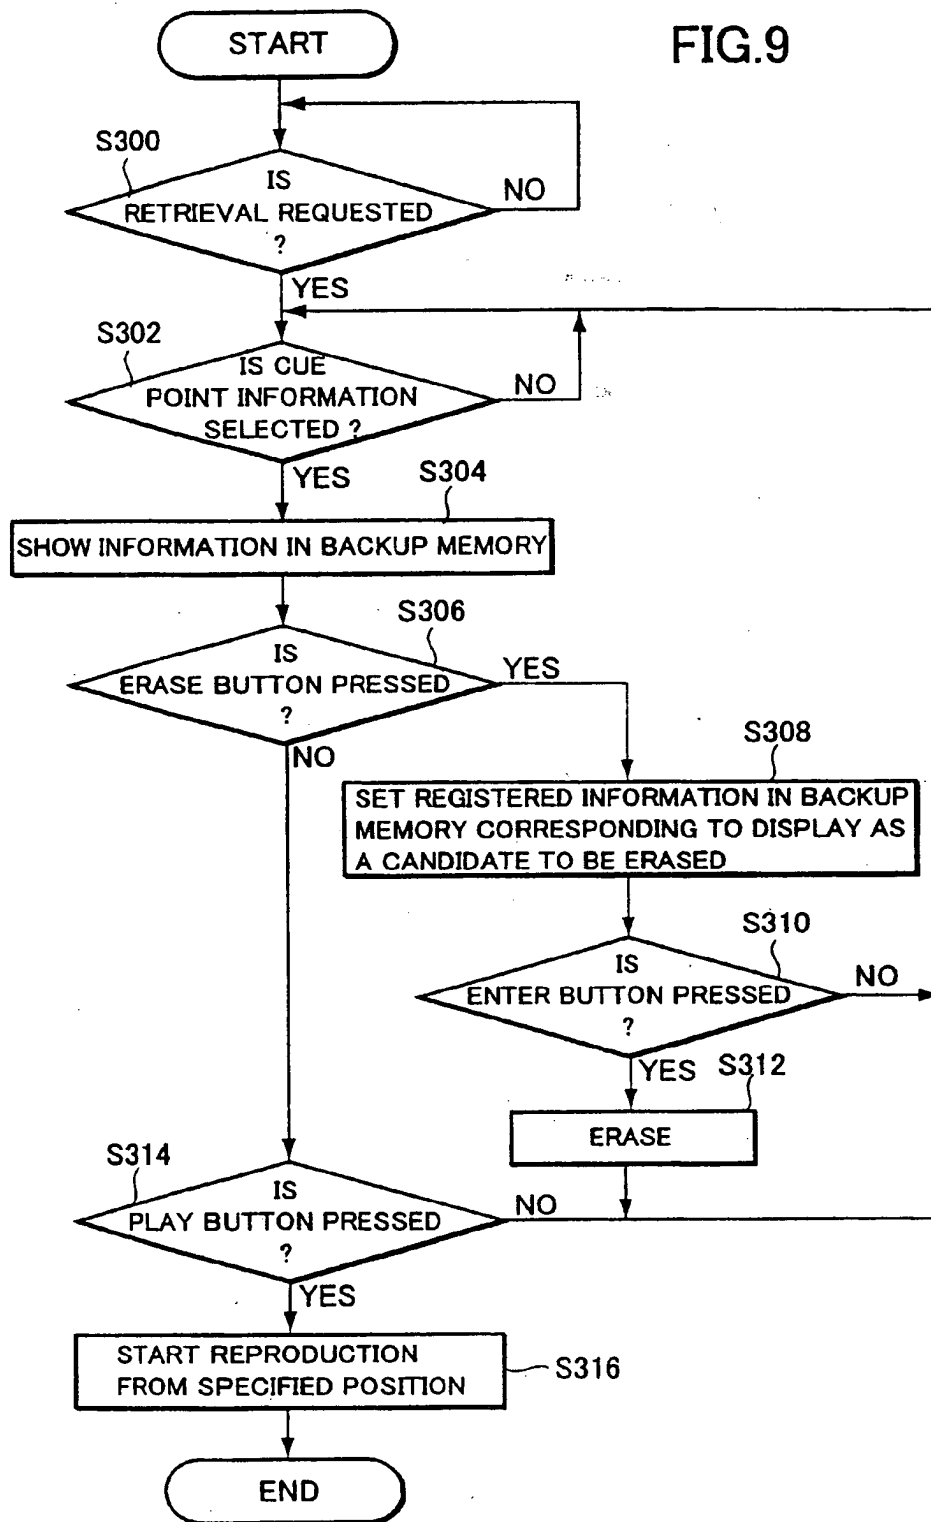 START
FIG.9
S300
IS
RETRIEVAL REQUESTED
?
NO
YES
S302
IS CUE
POINT INFORMATION
SELECTED ?
NO
YES
S304
SHOW INFORMATION IN BACKUP MEMORY
S306
IS
ERASE BUTTON PRESSED
?
YES
NO
S308
SET REGISTERED INFORMATION IN BACKUP
MEMORY CORRESPONDING TO DISPLAY AS
A CANDIDATE TO BE ERASED
S310
IS
ENTER BUTTON PRESSED
?
NO
YES
S312
ERASE
S314
IS
PLAY BUTTON PRESSED
?
NO
YES
START REPRODUCTION
FROM SPECIFIED POSITION
S316
END